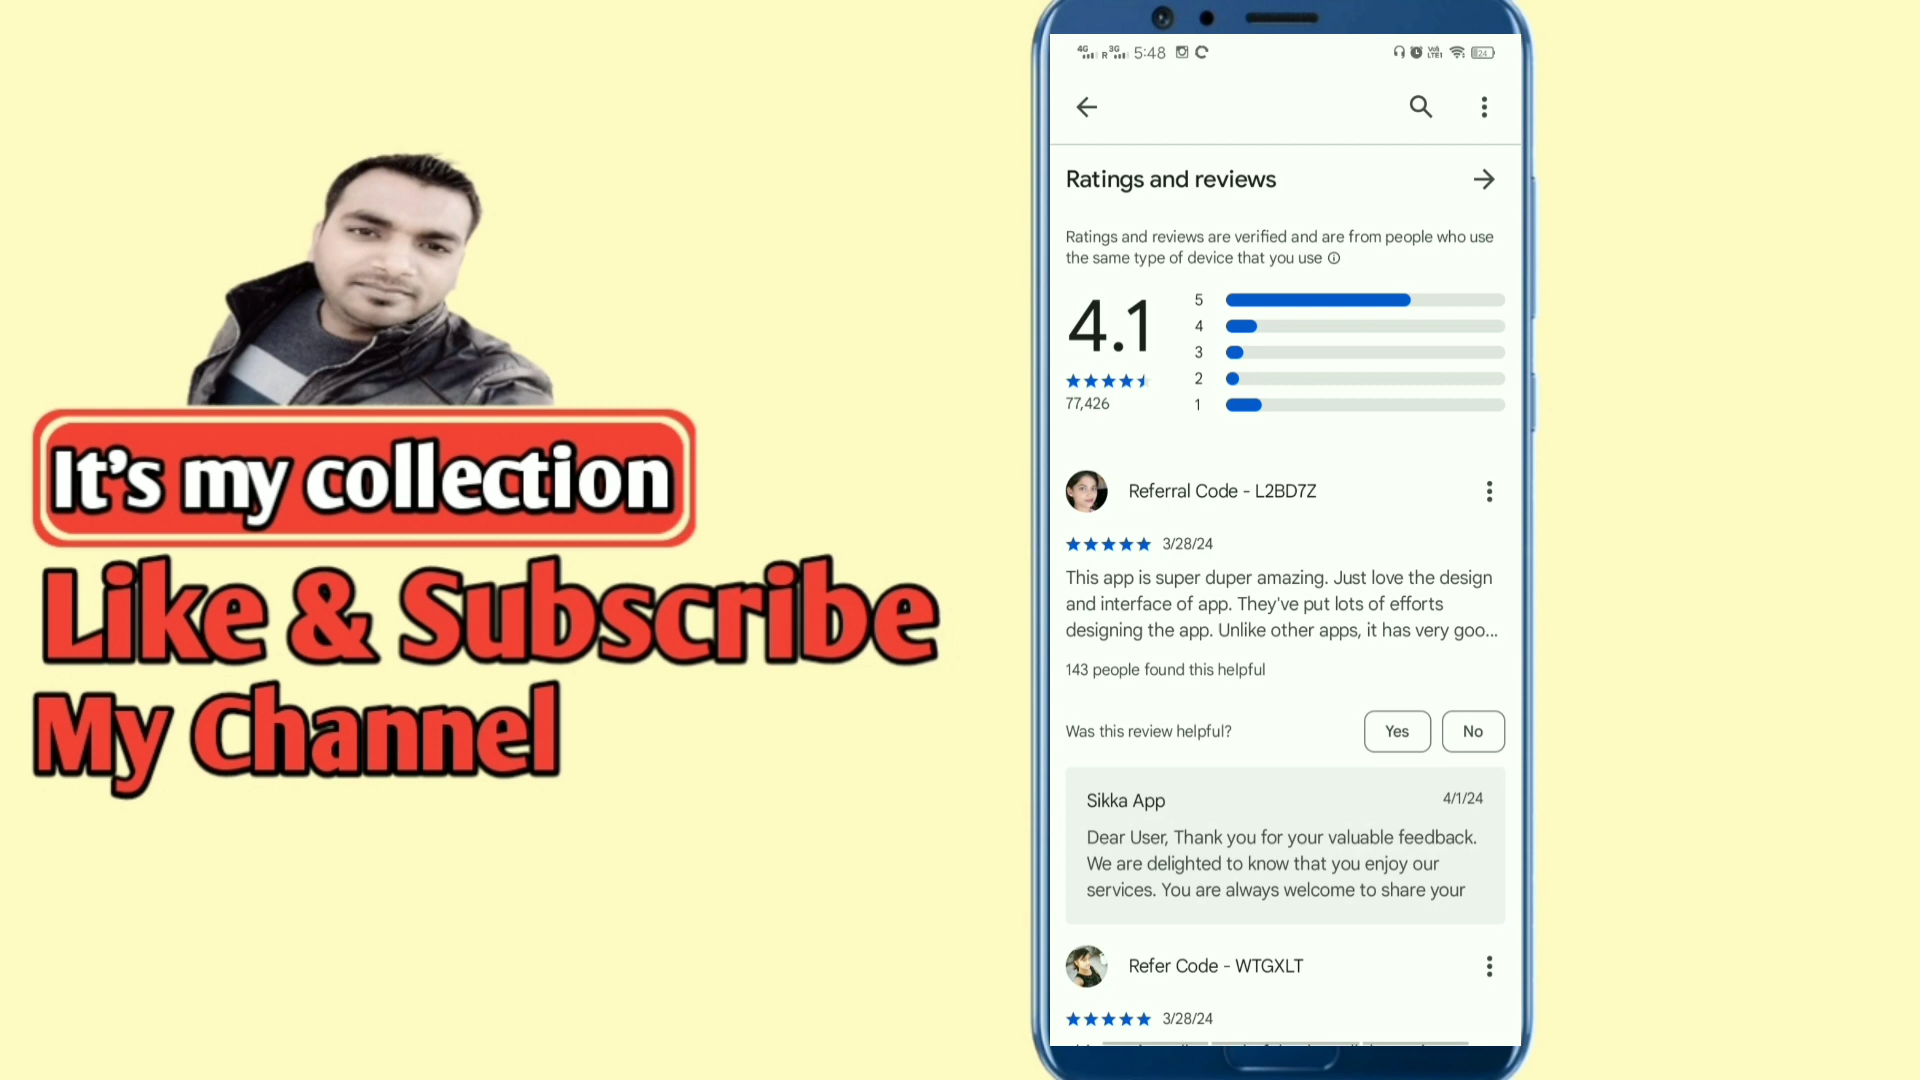 It's my collection
Like & Subscribe
My Channel
4G R 3G 5:48
VoB LTE1 24
Ratings and reviews
Ratings and reviews are verified and are from people who use
the same type of device that you use
4.1
77,426
5
4
3
2
1
Referral Code - L2BD7Z
3/28/24
This app is super duper amazing. Just love the design
and interface of app. They've put lots of efforts
designing the app. Unlike other apps, it has very goo...
143 people found this helpful
Was this review helpful?
Yes
No
Sikka App
4/1/24
Dear User, Thank you for your valuable feedback.
We are delighted to know that you enjoy our
services. You are always welcome to share your
Refer Code - WTGXLT
3/28/24